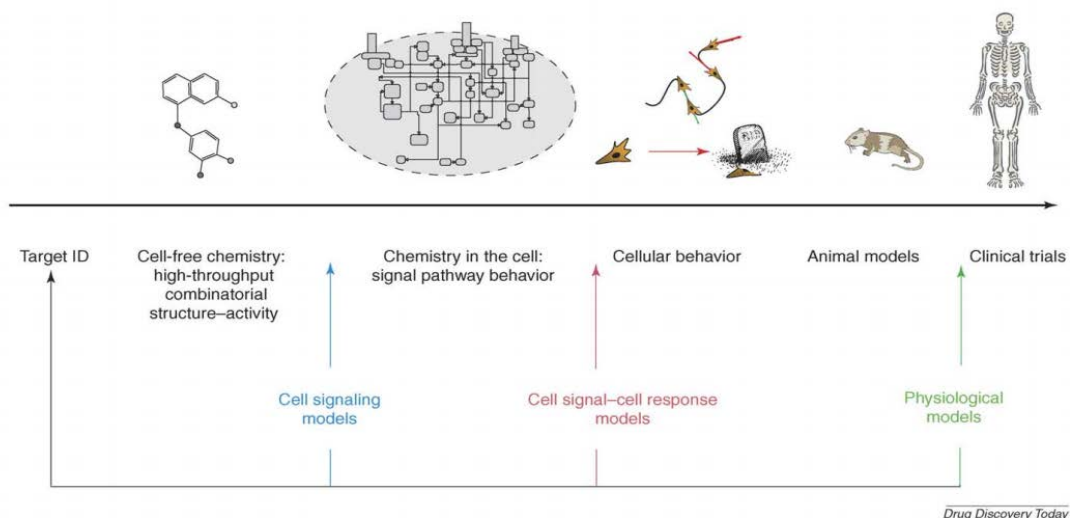 RIP
Target ID
Cell-free chemistry:
high-throughput
combinatorial
structure–activity
Chemistry in the cell:
signal pathway behavior
Cellular behavior
Animal models
Clinical trials
Cell signaling
models
Cell signal–cell response
models
Physiological
models
Drug Discovery Today